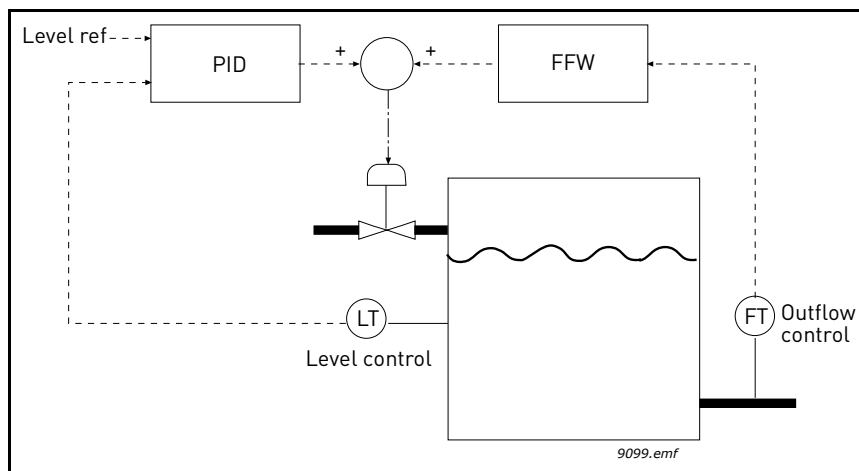 Level ref
PID
+
+
FFW
LT
Level control
FT
Outflow
control
9099.emf